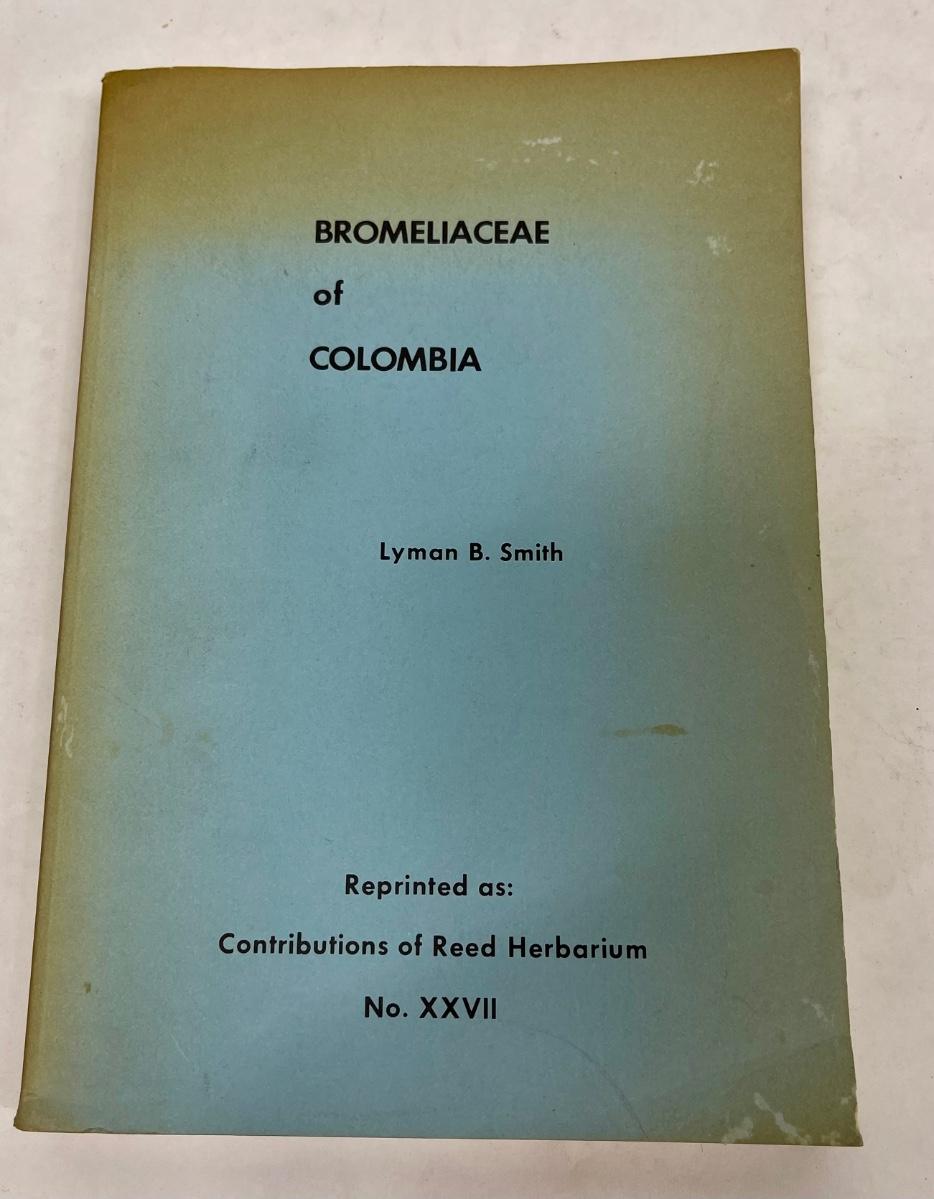 BROMELIACEAE
of
COLOMBIA
Lyman B. Smith
Reprinted as:
Contributions of Reed Herbarium
No. XXVII